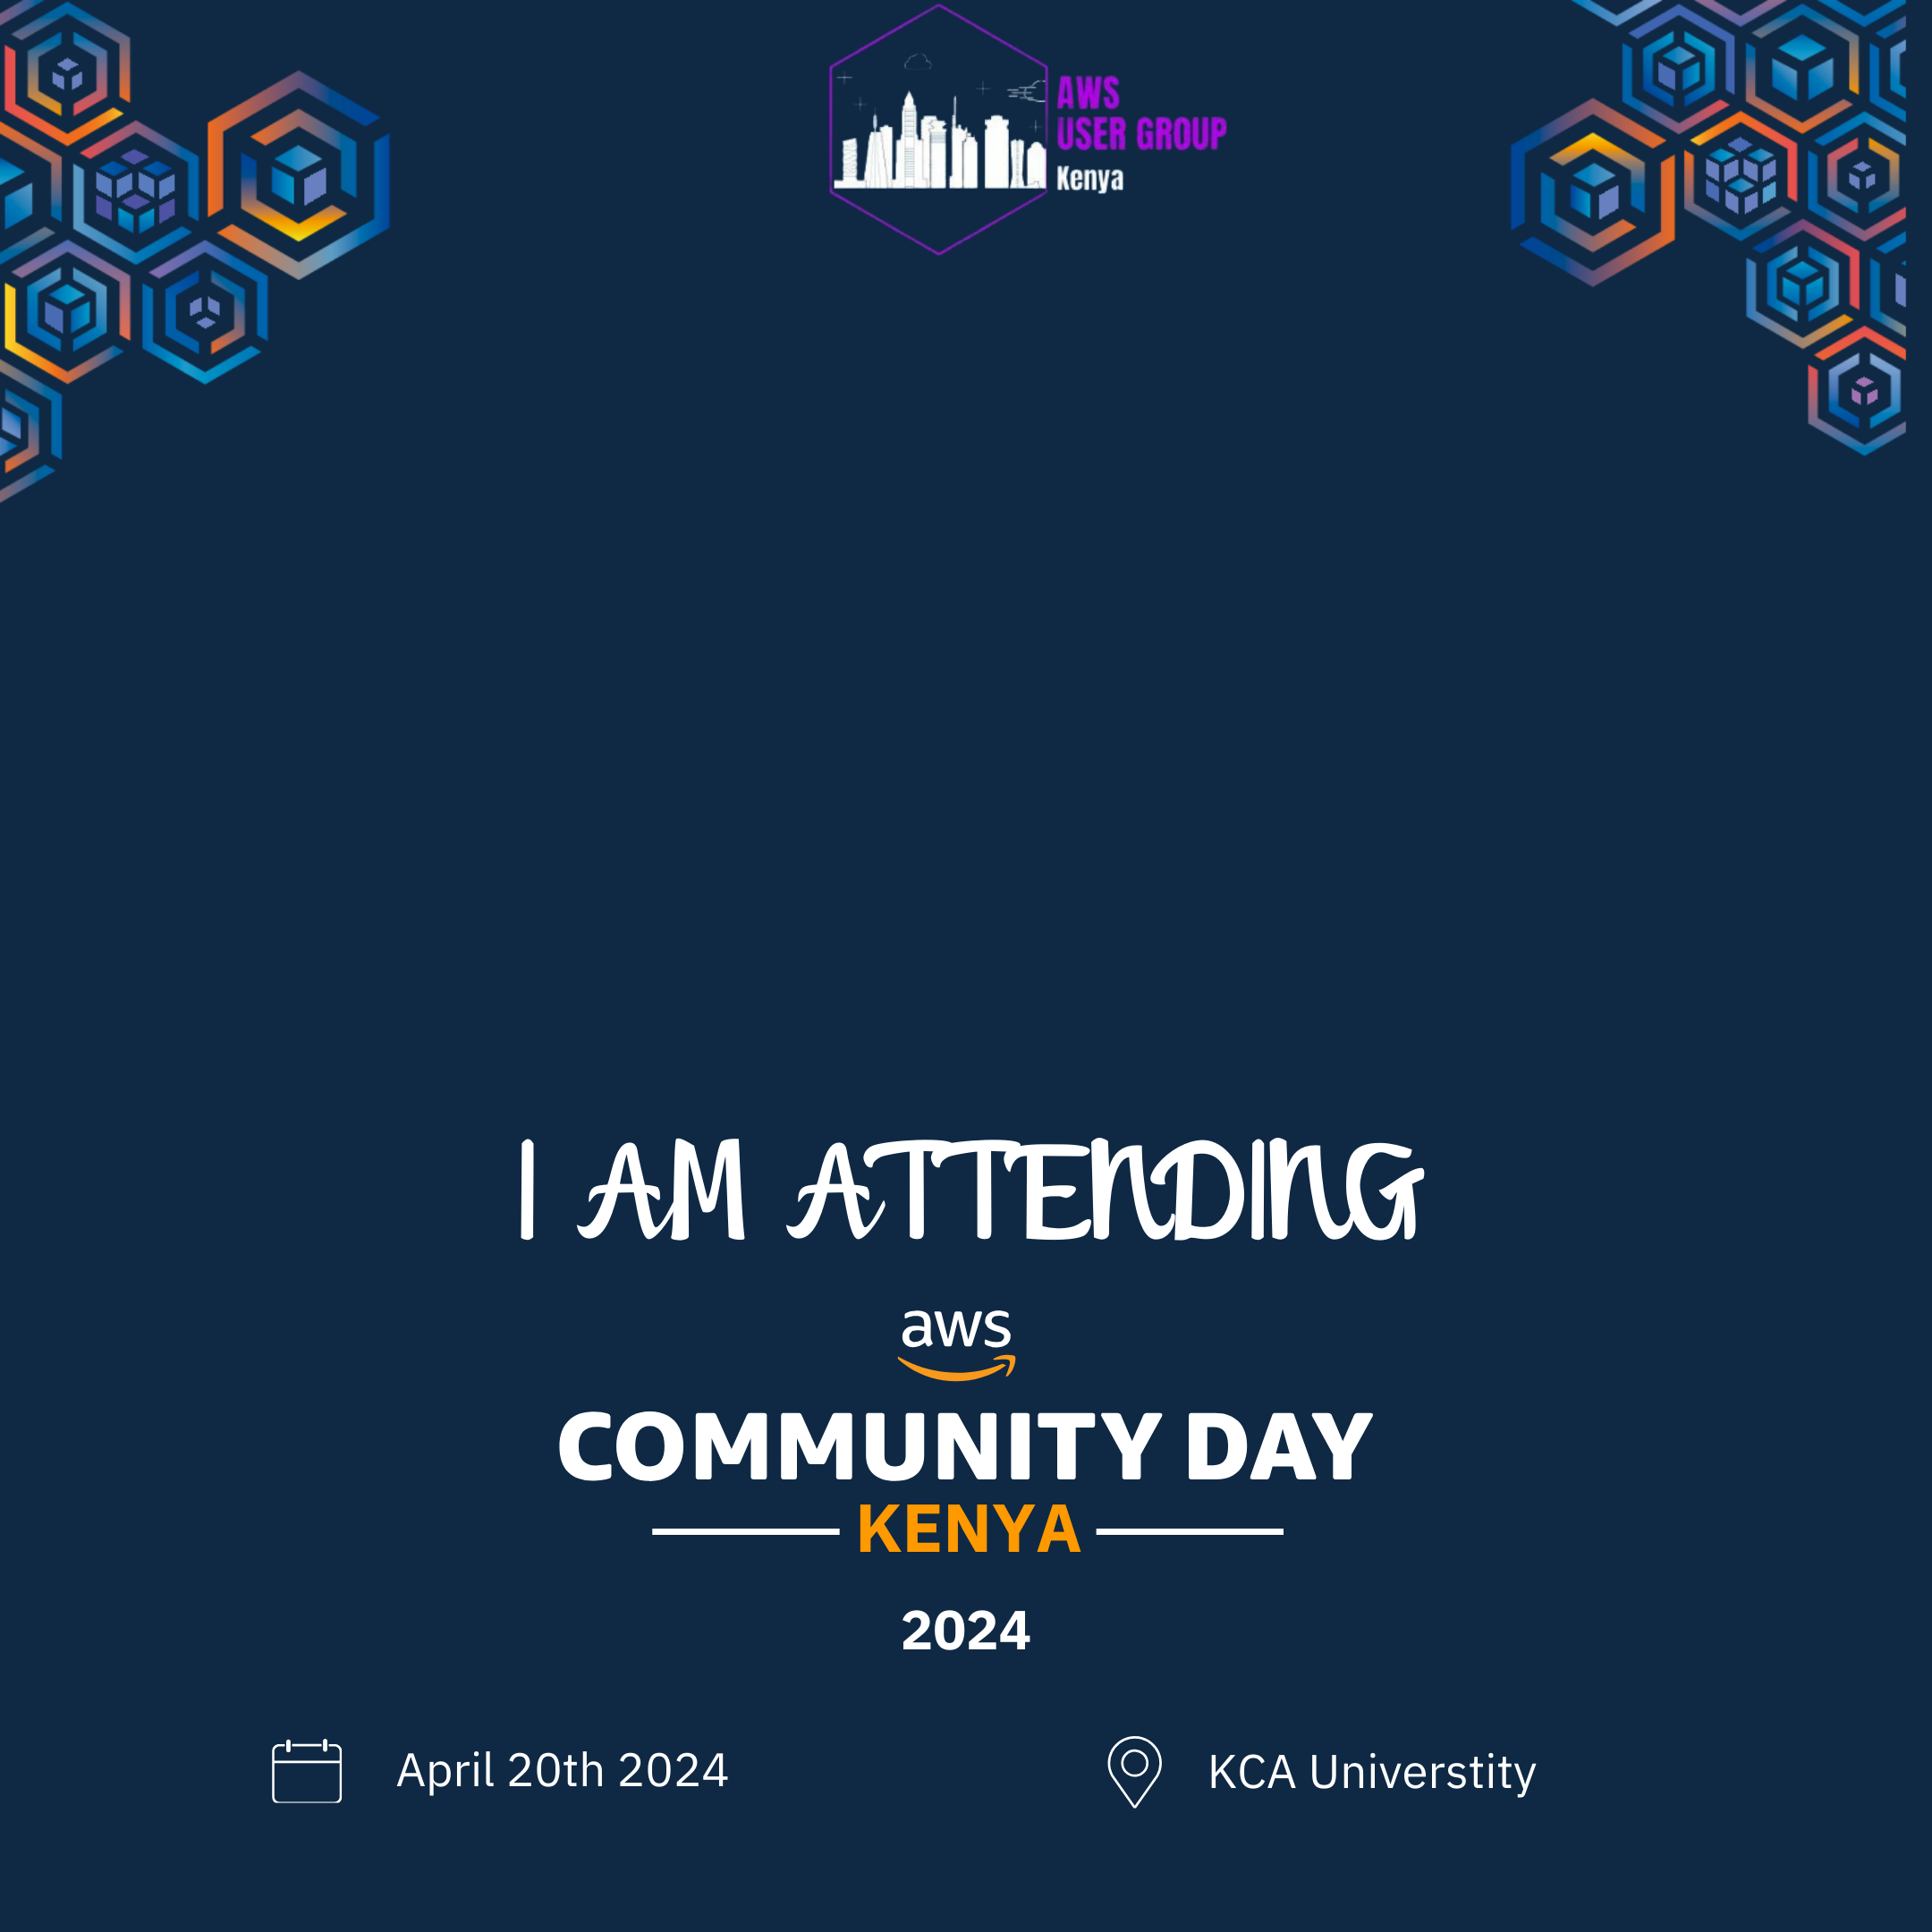 AWS
USER GROUP
Kenya
I AM ATTENDING
aws
COMMUNITY DAY
KENYA
2024
April 20th 2024
KCA Universtity